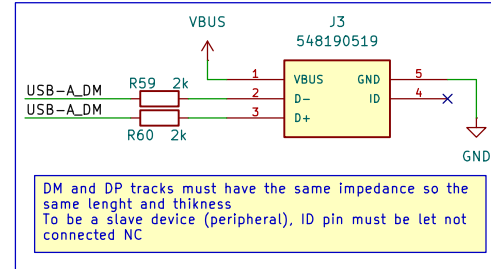 VBUS
J3
548190519
R59 2k
USB-A_DM
USB-A_DM
R60 2k
1 VBUS GND 5
2 D- ID 4
3 D+
GND
DM and DP tracks must have the same impedance so the
same lenght and thikness
To be a slave device (peripheral), ID pin must be let not
connected NC